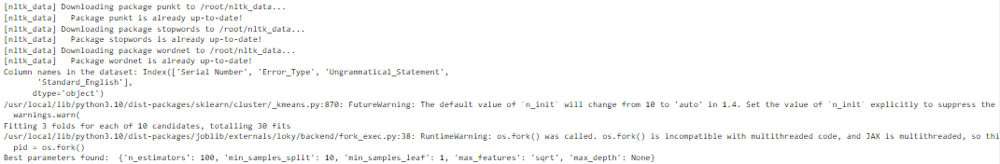 [nltk_data] Downloading package punkt to /root/nltk_data...
[nltk_data]   Package punkt is already up-to-date!
[nltk_data] Downloading package stopwords to /root/nltk_data...
[nltk_data]   Package stopwords is already up-to-date!
[nltk_data] Downloading package wordnet to /root/nltk_data...
[nltk_data]   Package wordnet is already up-to-date!
Column names in the dataset: Index(['Serial Number', 'Error_Type', 'Ungrammatical_Statement',
       'Standard_English'],
      dtype='object')
/usr/local/lib/python3.10/dist-packages/sklearn/cluster/_kmeans.py:870: FutureWarning: The default value of `n_init` will change from 10 to 'auto' in 1.4. Set the value of `n_init` explicitly to suppress the
  warnings.warn(
Fitting 3 folds for each of 10 candidates, totalling 30 fits
/usr/local/lib/python3.10/dist-packages/joblib/externals/loky/backend/fork_exec.py:38: RuntimeWarning: os.fork() was called. os.fork() is incompatible with multithreaded code, and JAX is multithreaded, so thi
  pid = os.fork()
Best parameters found:  {'n_estimators': 100, 'min_samples_split': 10, 'min_samples_leaf': 1, 'max_features': 'sqrt', 'max_depth': None}